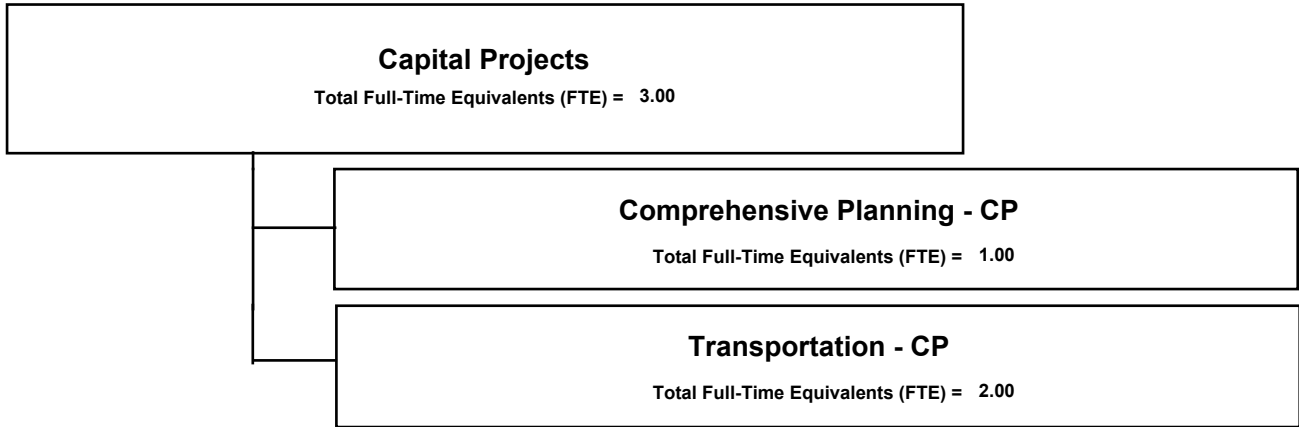 Capital Projects
Total Full-Time Equivalents (FTE) = 3.00
Comprehensive Planning - CP
Total Full-Time Equivalents (FTE) = 1.00
Transportation - CP
Total Full-Time Equivalents (FTE) = 2.00